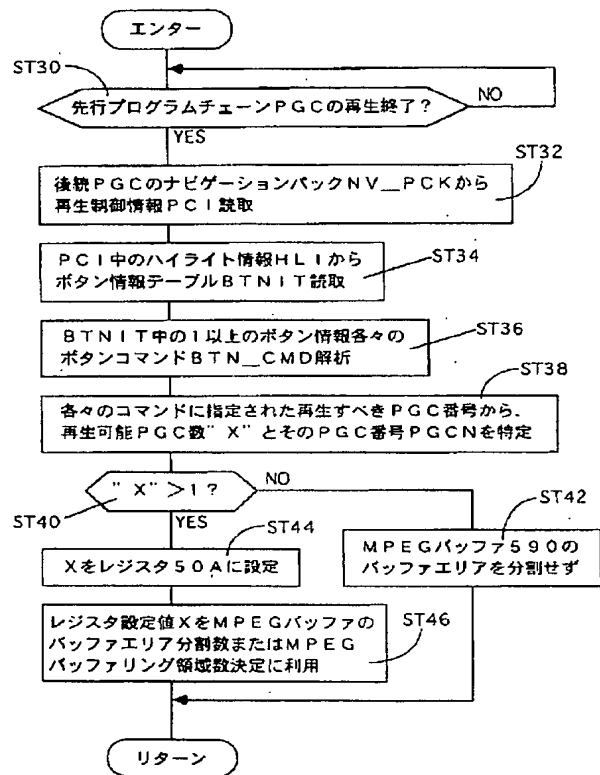 エンター
ST30
先行プログラムチェーンPGCの再生終了?
NO
YES
ST32
後続PGCのナビゲーションパックNV__PCKから
再生制御情報PCI読取
PCI中のハイライト情報HLIから
ボタン情報テーブルBTNIT読取
ST34
BTNIT中の1以上のボタン情報各々の
ボタンコマンドBTN__CMD解析
ST36
ST38
各々のコマンドに指定された再生すべきPGC番号から、
再生可能PGC数"X"とそのPGC番号PGCNを特定
"X">1?
NO
ST40
YES
ST42
ST44
Xをレジスタ50Aに設定
MPEGバッファ590の
バッファエリアを分割せず
レジスタ設定値XをMPEGバッファの
バッファエリア分割数またはMPEG
バッファリング領域数決定に利用
ST46
リターン